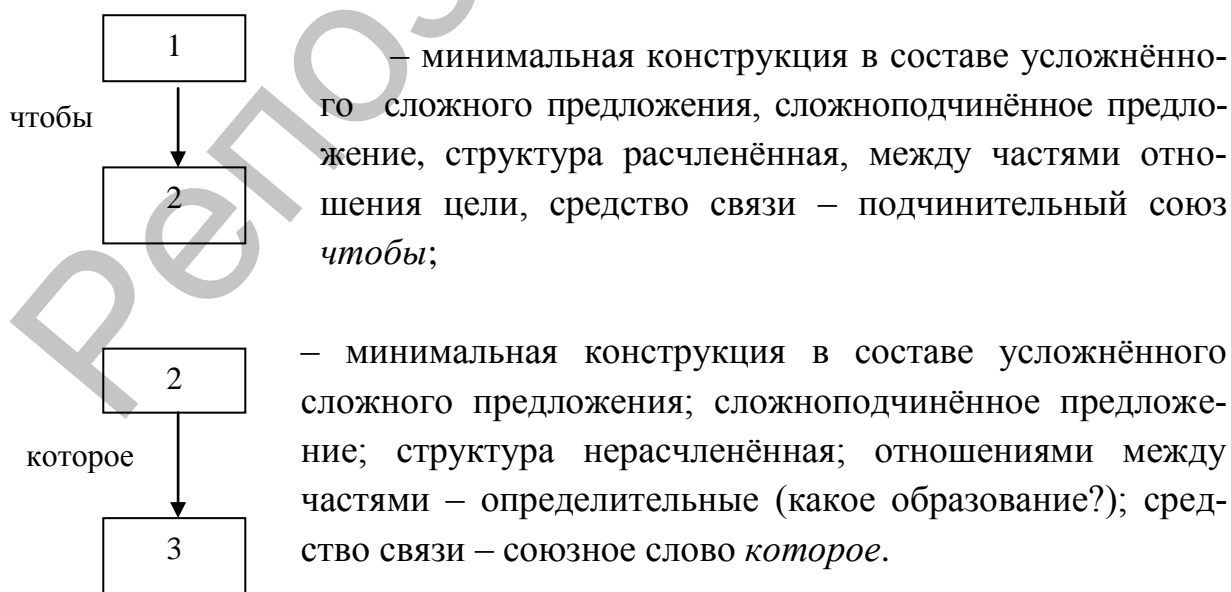 1
– минимальная конструкция в составе усложнённо-
чтобы
го сложного предложения, сложноподчинённое предло-
жение, структура расчленённая, между частями отно-
2
шения цели, средство связи – подчинительный союз
чтобы;
– минимальная конструкция в составе усложнённого
2
сложного предложения; сложноподчинённое предложе-
которое
ние; структура нерасчленённая; отношениями между
частями – определительные (какое образование?); сред-
3
ство связи – союзное слово которое.
Репоз